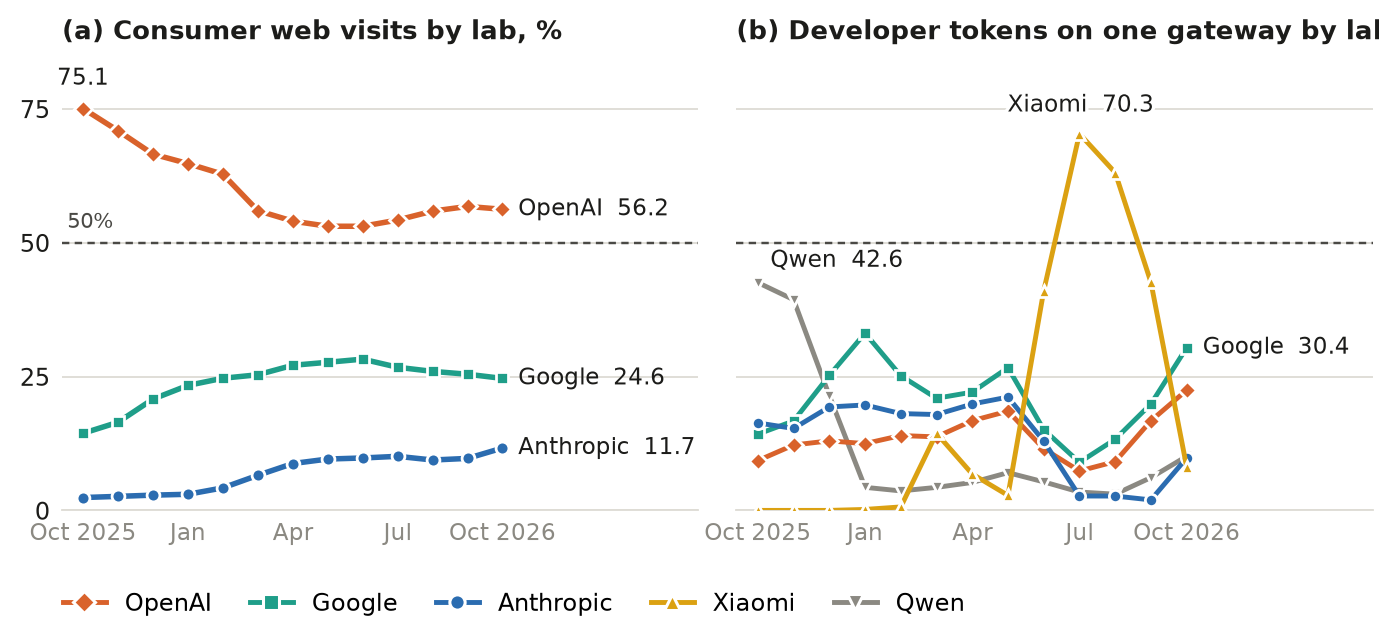 (a) Consumer web visits by lab, %
(b) Developer tokens on one gateway by
75.1
75
50%
50
25
0
OpenAI 56.2
Google 24.6
Anthropic 11.7
Oct 2025 Jan Apr Jul Oct 2026
Xiaomi 70.3
Qwen 42.6
Google 30.4
Oct 2025 Jan Apr Jul Oct 2026
OpenAI Google Anthropic Xiaomi Qwen